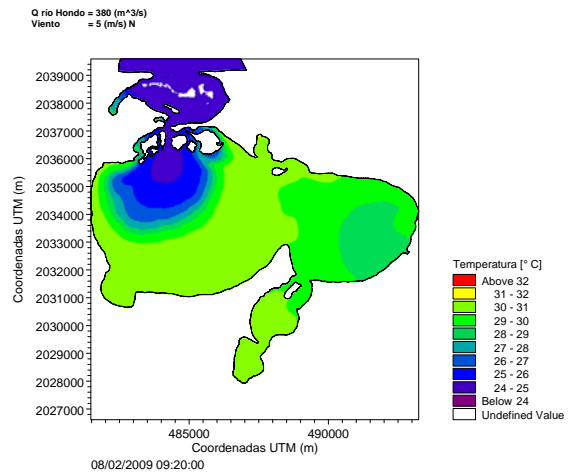 Q río Hondo = 380 (m^3/s)
Viento = 5 (m/s) N
2039000
2038000
2037000
2036000
2035000
2034000
2033000
2032000
2031000
2030000
2029000
2028000
2027000
Coordenadas UTM (m)
485000 490000
Coordenadas UTM (m)
08/02/2009 09:20:00
Temperatura [° C]
Above 32
31 - 32
30 - 31
29 - 30
28 - 29
27 - 28
26 - 27
25 - 26
24 - 25
Below 24
Undefined Value